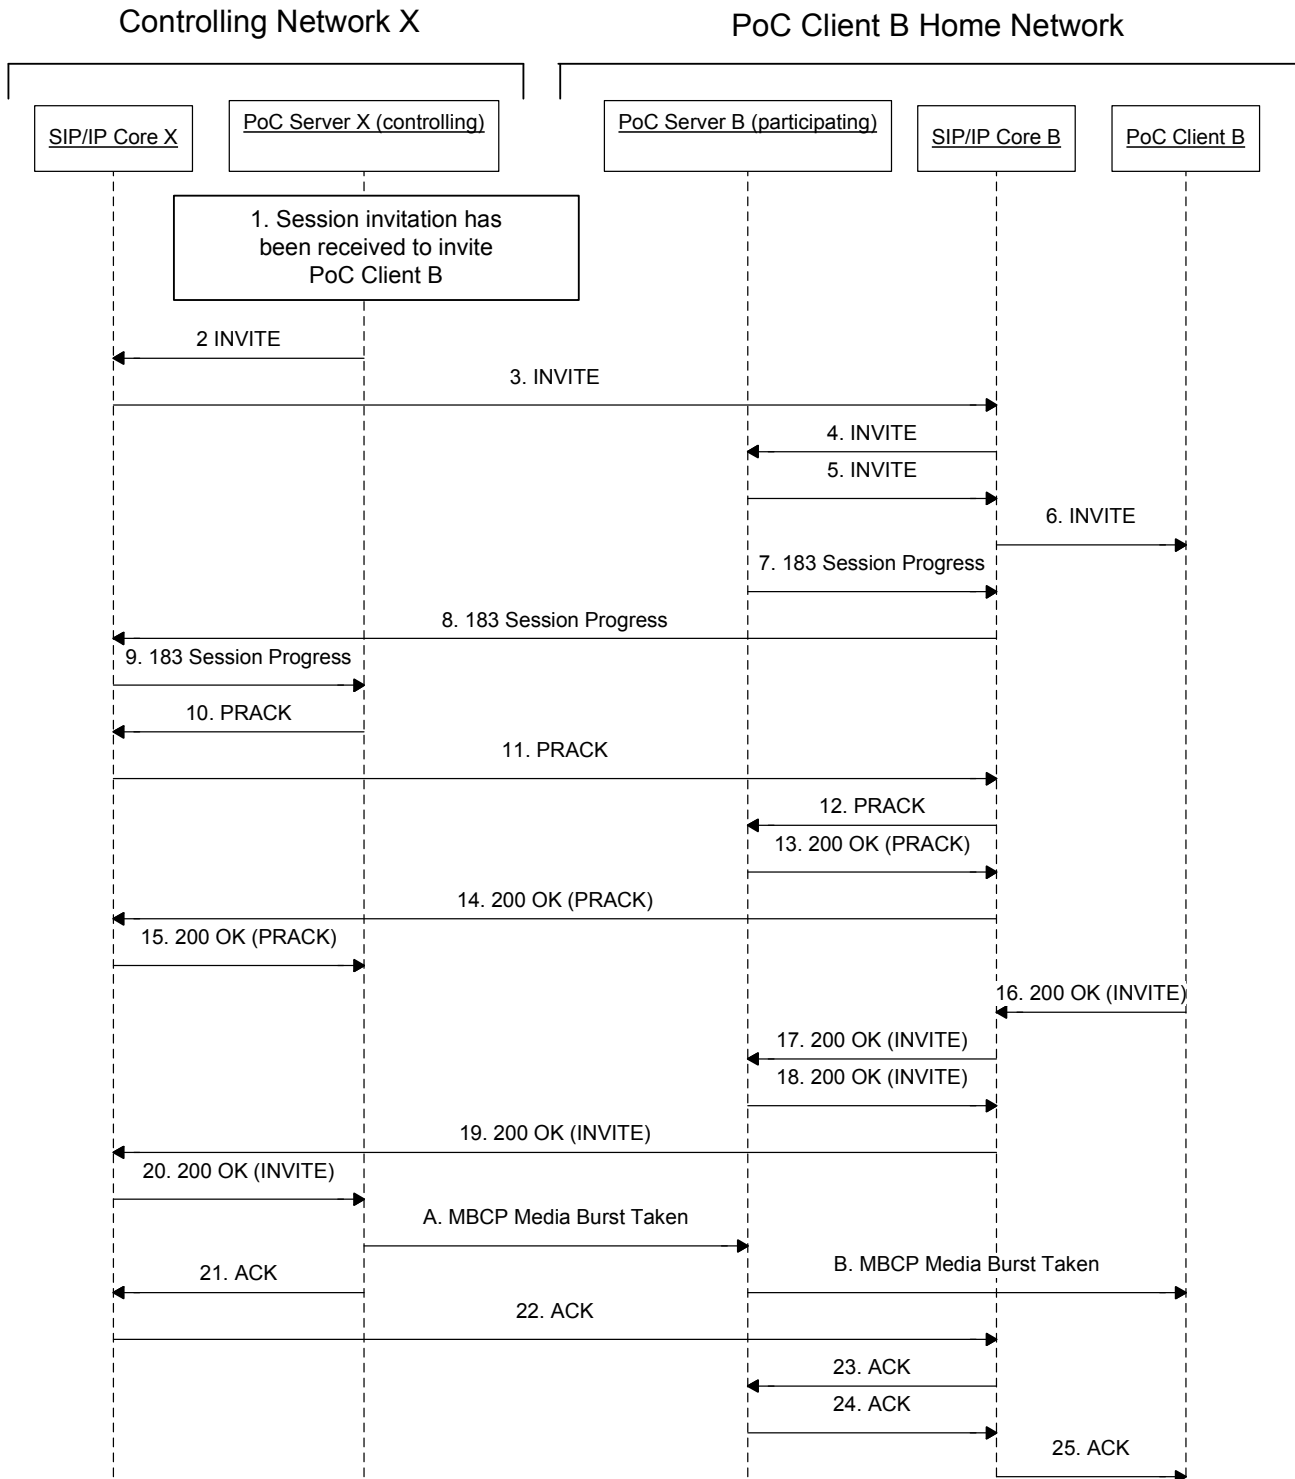 Controlling Network X
PoC Client B Home Network
SIP/IP Core X
PoC Server X (controlling)
PoC Server B (participating)
SIP/IP Core B
PoC Client B
1. Session invitation has
been received to invite
PoC Client B
2 INVITE
3. INVITE
4. INVITE
5. INVITE
6. INVITE
7. 183 Session Progress
8. 183 Session Progress
9. 183 Session Progress
10. PRACK
11. PRACK
12. PRACK
13. 200 OK (PRACK)
14. 200 OK (PRACK)
15. 200 OK (PRACK)
16. 200 OK (INVITE)
17. 200 OK (INVITE)
18. 200 OK (INVITE)
19. 200 OK (INVITE)
20. 200 OK (INVITE)
A. MBCP Media Burst Taken
21. ACK
B. MBCP Media Burst Taken
22. ACK
23. ACK
24. ACK
25. ACK